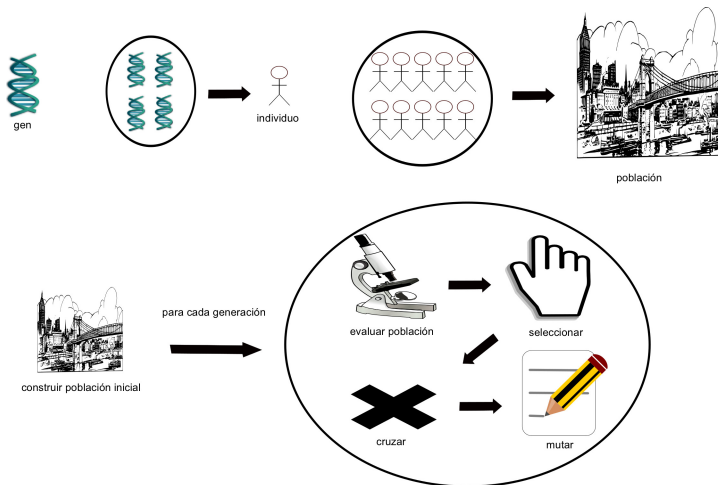 gen
individuo
población
para cada generación
construir población inicial
evaluar población
seleccionar
cruzar
mutar